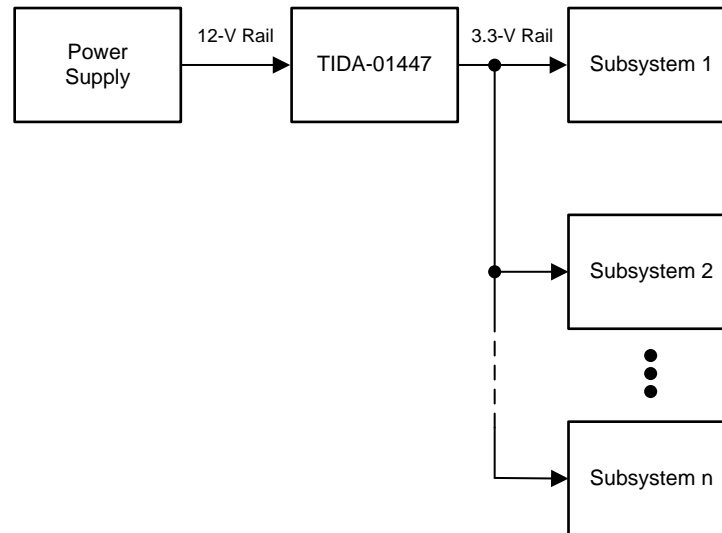 12-V Rail
3.3-V Rail
Power
Supply
TIDA-01447
Subsystem 1
Subsystem 2
Subsystem n